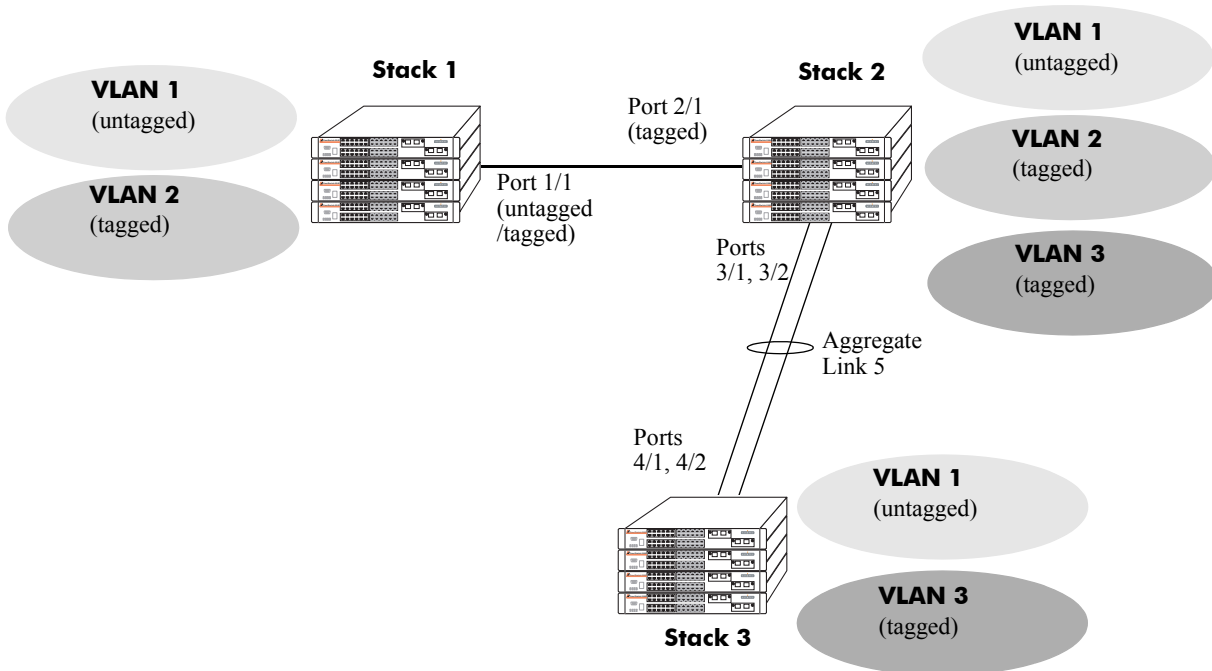 Stack 1
VLAN 1
(untagged)
VLAN 2
(tagged)
Port 1/1
(untagged
/tagged)
Port 2/1
(tagged)
Stack 2
VLAN 1
(untagged)
VLAN 2
(tagged)
VLAN 3
(tagged)
Ports
3/1, 3/2
Aggregate
Link 5
Ports
4/1, 4/2
VLAN 1
(untagged)
VLAN 3
(tagged)
Stack 3